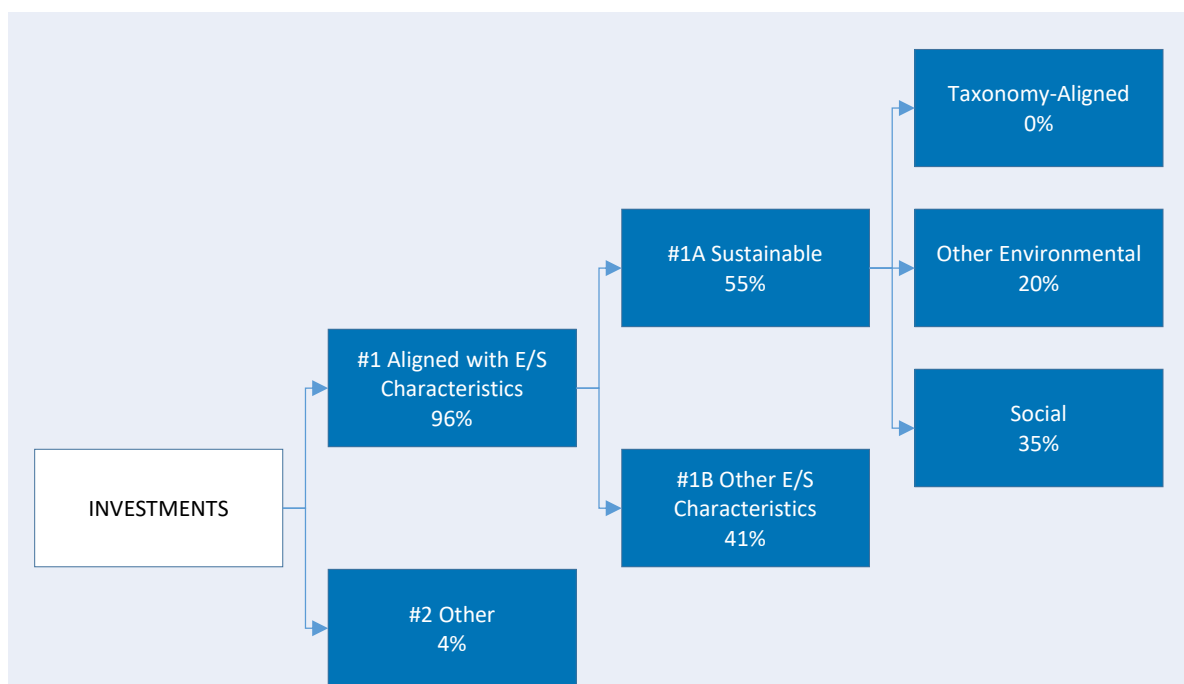 INVESTMENTS
#1 Aligned with E/S
Characteristics
96%
#2 Other
4%
#1A Sustainable
55%
#1B Other E/S
Characteristics
41%
Taxonomy-Aligned
0%
Other Environmental
20%
Social
35%